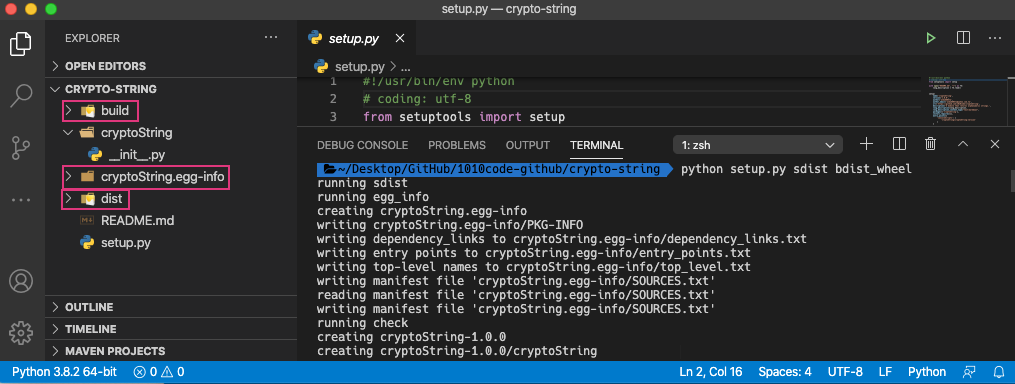 setup.py — crypto-string
EXPLORER
OPEN EDITORS
CRYPTO-STRING
build
cryptoString
__init__.py
cryptoString.egg-info
dist
README.md
setup.py
OUTLINE
TIMELINE
MAVEN PROJECTS
setup.py
setup.py > ...
1 #!/usr/bin/env python
2 # coding: utf-8
3 from setuptools import setup
DEBUG CONSOLE PROBLEMS OUTPUT TERMINAL 1: zsh
~/Desktop/GitHub/1010code-github/crypto-string python setup.py sdist bdist_wheel
running sdist
running egg_info
creating cryptoString.egg-info
writing cryptoString.egg-info/PKG-INFO
writing dependency_links to cryptoString.egg-info/dependency_links.txt
writing entry points to cryptoString.egg-info/entry_points.txt
writing top-level names to cryptoString.egg-info/top_level.txt
writing manifest file 'cryptoString.egg-info/SOURCES.txt'
reading manifest file 'cryptoString.egg-info/SOURCES.txt'
writing manifest file 'cryptoString.egg-info/SOURCES.txt'
running check
creating cryptoString-1.0.0
creating cryptoString-1.0.0/cryptoString
Python 3.8.2 64-bit 0 0 Ln 2, Col 16 Spaces: 4 UTF-8 LF Python